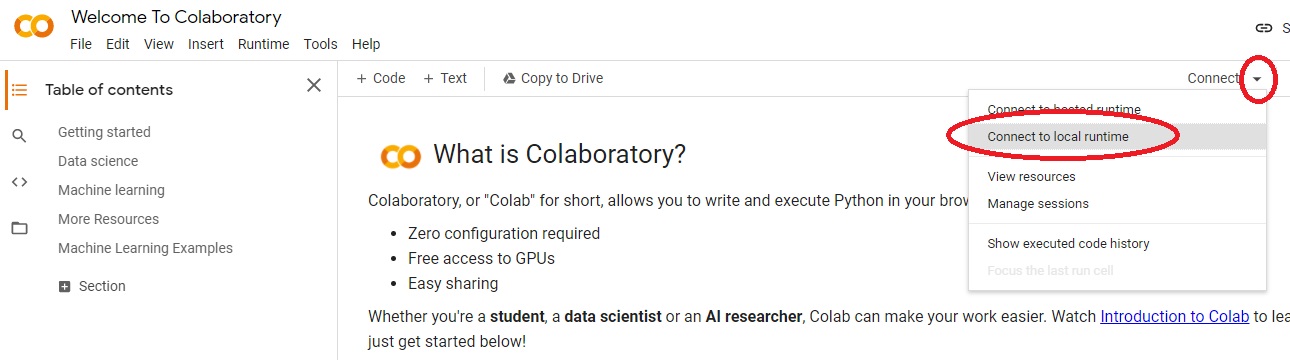 Welcome To Colaboratory
File Edit View Insert Runtime Tools Help
Table of contents
Getting started
Data science
Machine learning
More Resources
Machine Learning Examples
Section
+ Code + Text Copy to Drive
Connect
Connect to hosted runtime
Connect to local runtime
View resources
Manage sessions
Show executed code history
Focus the last run cell
What is Colaboratory?
Colaboratory, or "Colab" for short, allows you to write and execute Python in your
• Zero configuration required
• Free access to GPUs
• Easy sharing
Whether you're a student, a data scientist or an AI researcher, Colab can make your work easier. Watch Introduction to Colab to
just get started below!